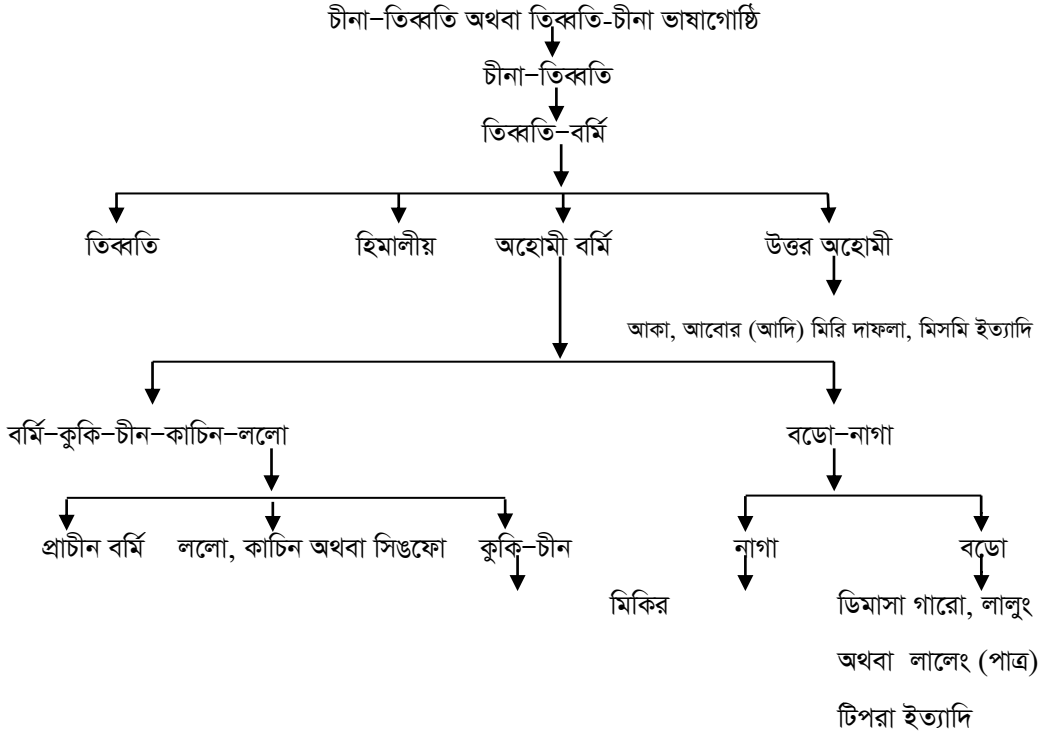 চীনা–তিব্বতি অথবা তিব্বতি-চীনা ভাষাগোষ্ঠি
চীনা–তিব্বতি
তিব্বতি–বর্মি
তিব্বতি হিমালীয় অহোমী বর্মি উত্তর অহোমী
আকা, আবোর (আদি) মিরি দাফলা, মিসমি ইত্যাদি
বর্মি–কুকি–চীন–কাচিন–ললো বডো–নাগা
প্রাচীন বর্মি ললো, কাচিন অথবা সিঙফো কুকি–চীন নাগা বডো
মিকির ডিমাসা গারো, লালুং
অথবা লালেং (পাত্র)
টিপরা ইত্যাদি